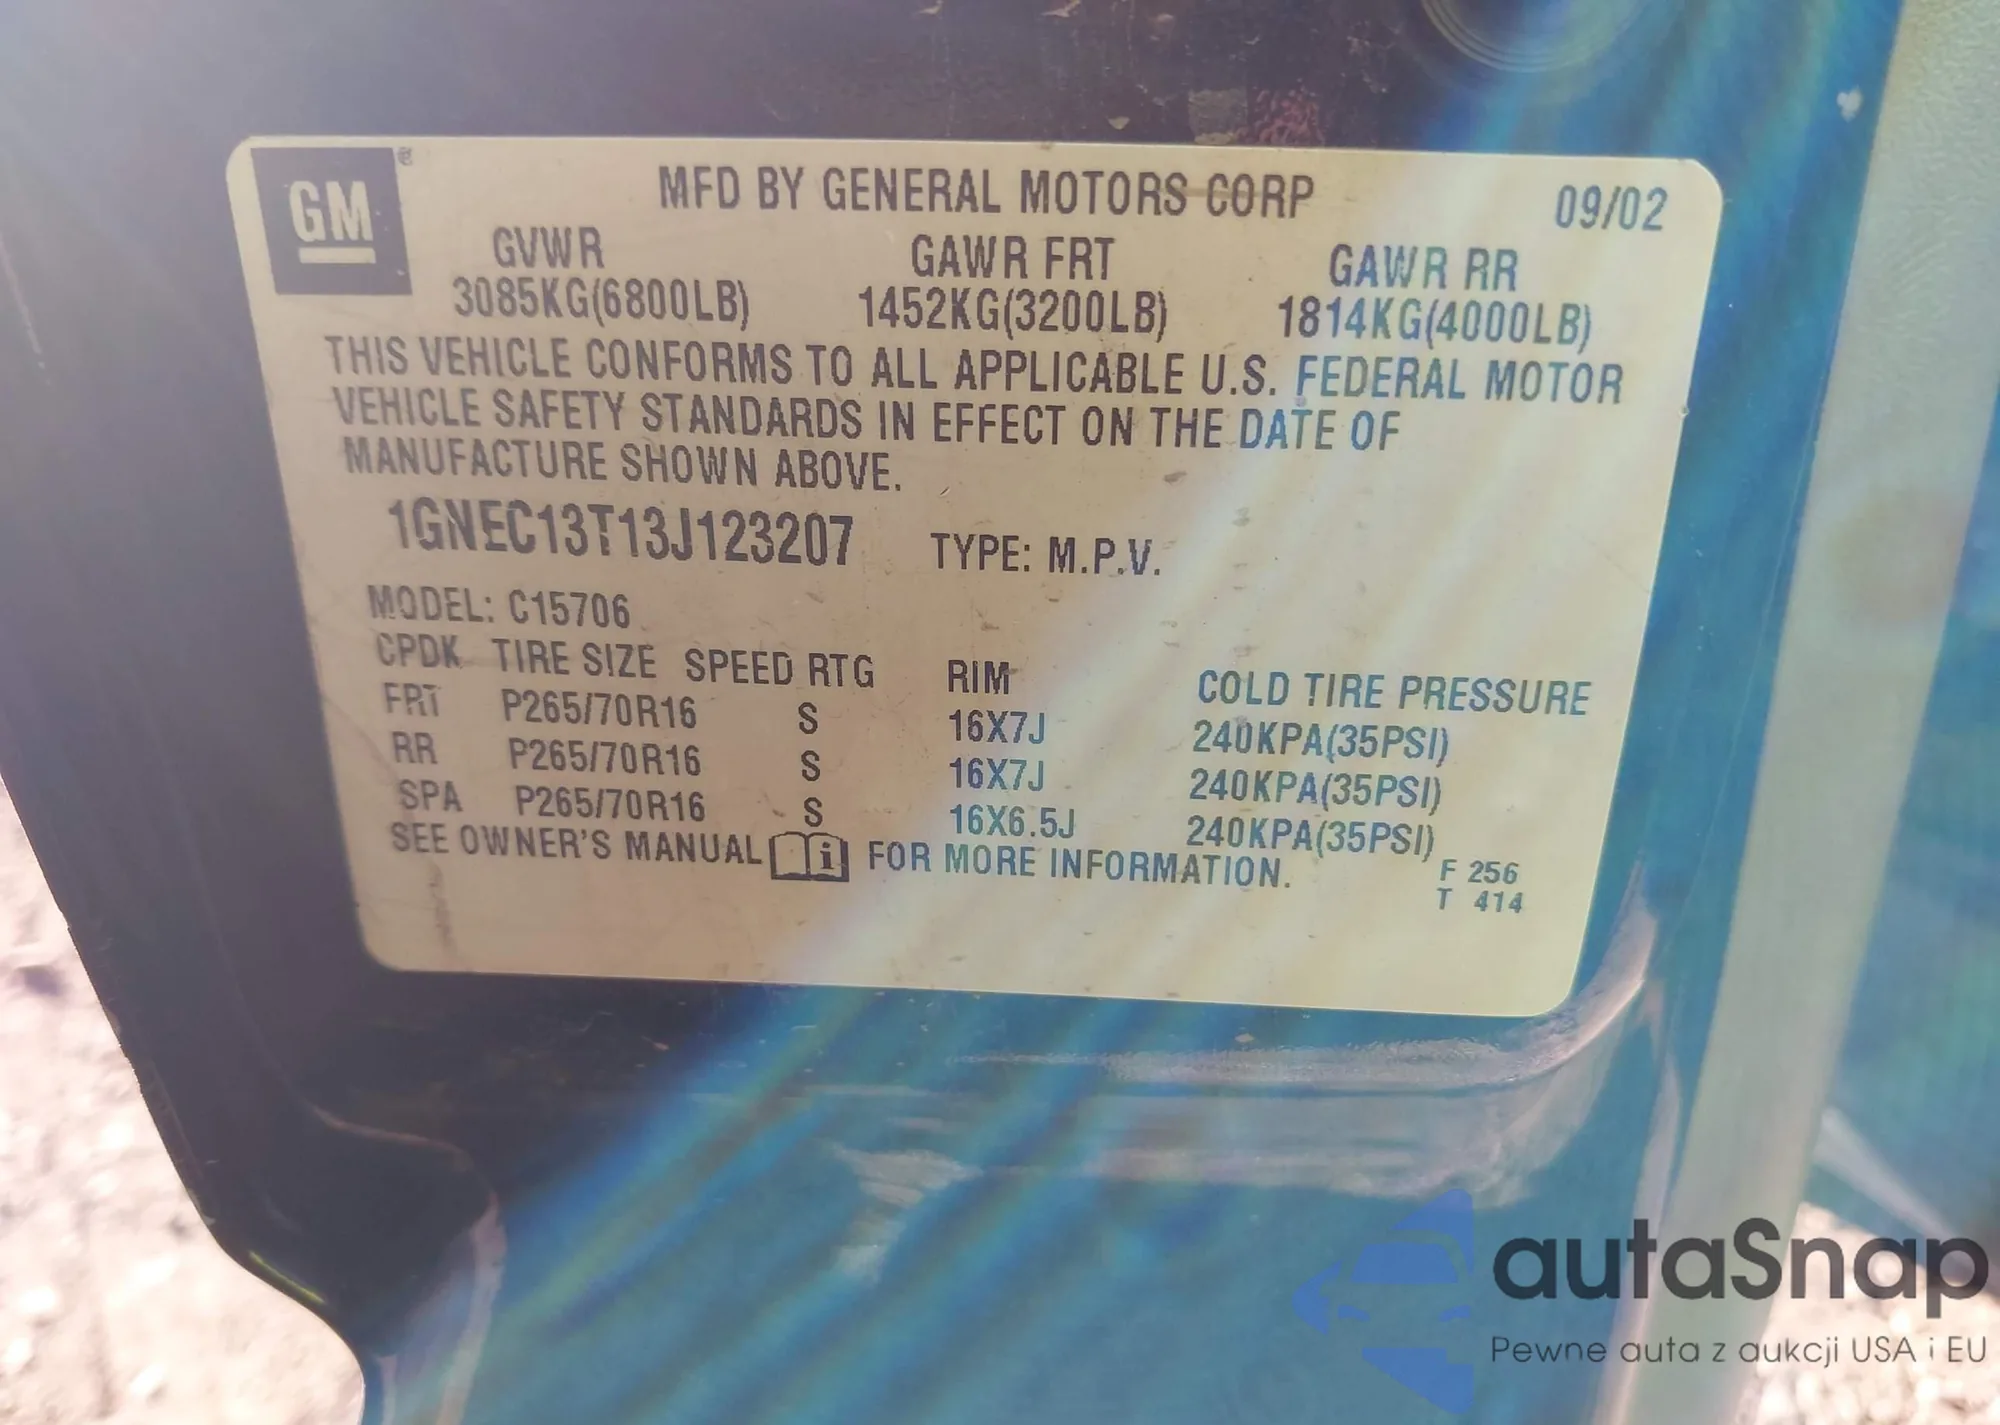 GM ®
MFD BY GENERAL MOTORS CORP 09/02
GVWR GAWR FRT GAWR RR
3085KG(6800LB) 1452KG(3200LB) 1814KG(4000LB)
THIS VEHICLE CONFORMS TO ALL APPLICABLE U.S. FEDERAL MOTOR
VEHICLE SAFETY STANDARDS IN EFFECT ON THE DATE OF
MANUFACTURE SHOWN ABOVE.
1GNEC13T13J123207 TYPE: M.P.V.
MODEL: C15706
CPDK TIRE SIZE SPEED RTG RIM COLD TIRE PRESSURE
FRT P265/70R16 S 16X7J 240KPA(35PSI)
RR P265/70R16 S 16X7J 240KPA(35PSI)
SPA P265/70R16 S 16X6.5J 240KPA(35PSI)
SEE OWNER'S MANUAL i FOR MORE INFORMATION.
F 256
T 414
autaSnap
Pewne auta z aukcji USA i EU